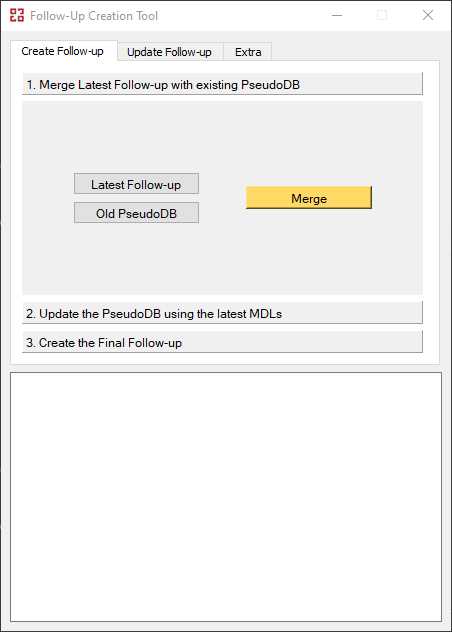 Follow-Up Creation Tool
Create Follow-up Update Follow-up Extra
1. Merge Latest Follow-up with existing PseudoDB
Latest Follow-up
Merge
Old PseudoDB
2. Update the PseudoDB using the latest MDLs
3. Create the Final Follow-up